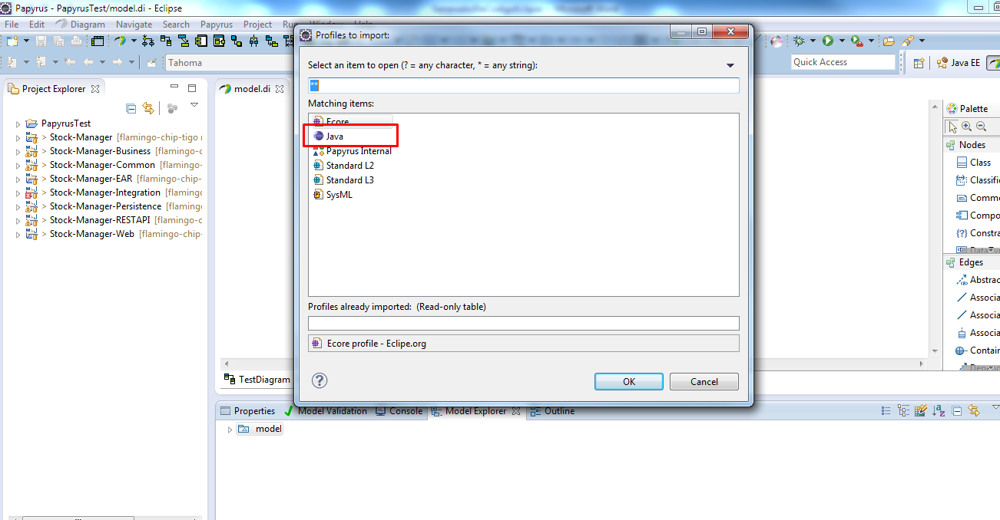 Papyrus - PapyrusTest/model.di - Eclipse
File Edit Diagram Navigate Search Papyrus Project
Tahoma
Quick Access
Java EE
Project Explorer
PapyrusTest
> Stock-Manager [flamingo-chip-tigo
> Stock-Manager-Business [flamingo-c
> Stock-Manager-Common [flamingo-
> Stock-Manager-EAR [flamingo-chip-
> Stock-Manager-Integration [flaming
> Stock-Manager-Persistence [flaming
> Stock-Manager-RESTAPI [flamingo-c
> Stock-Manager-Web [flamingo-chip-
model.di
TestDiagram
Profiles to import:
Select an item to open (? = any character, * = any string):
**
Matching items:
Ecore
Java
Papyrus Internal
Standard L2
Standard L3
SysML
Profiles already imported: (Read-only table)
Ecore profile - Eclipe.org
?
OK
Cancel
Palette
Nodes
Class
Classifi
Comme
Compo
{?} Constra
Edges
Abstrac
Associa
Associa
Associa
Contain
Properties
Model Validation
Console
Model Explorer
Outline
model